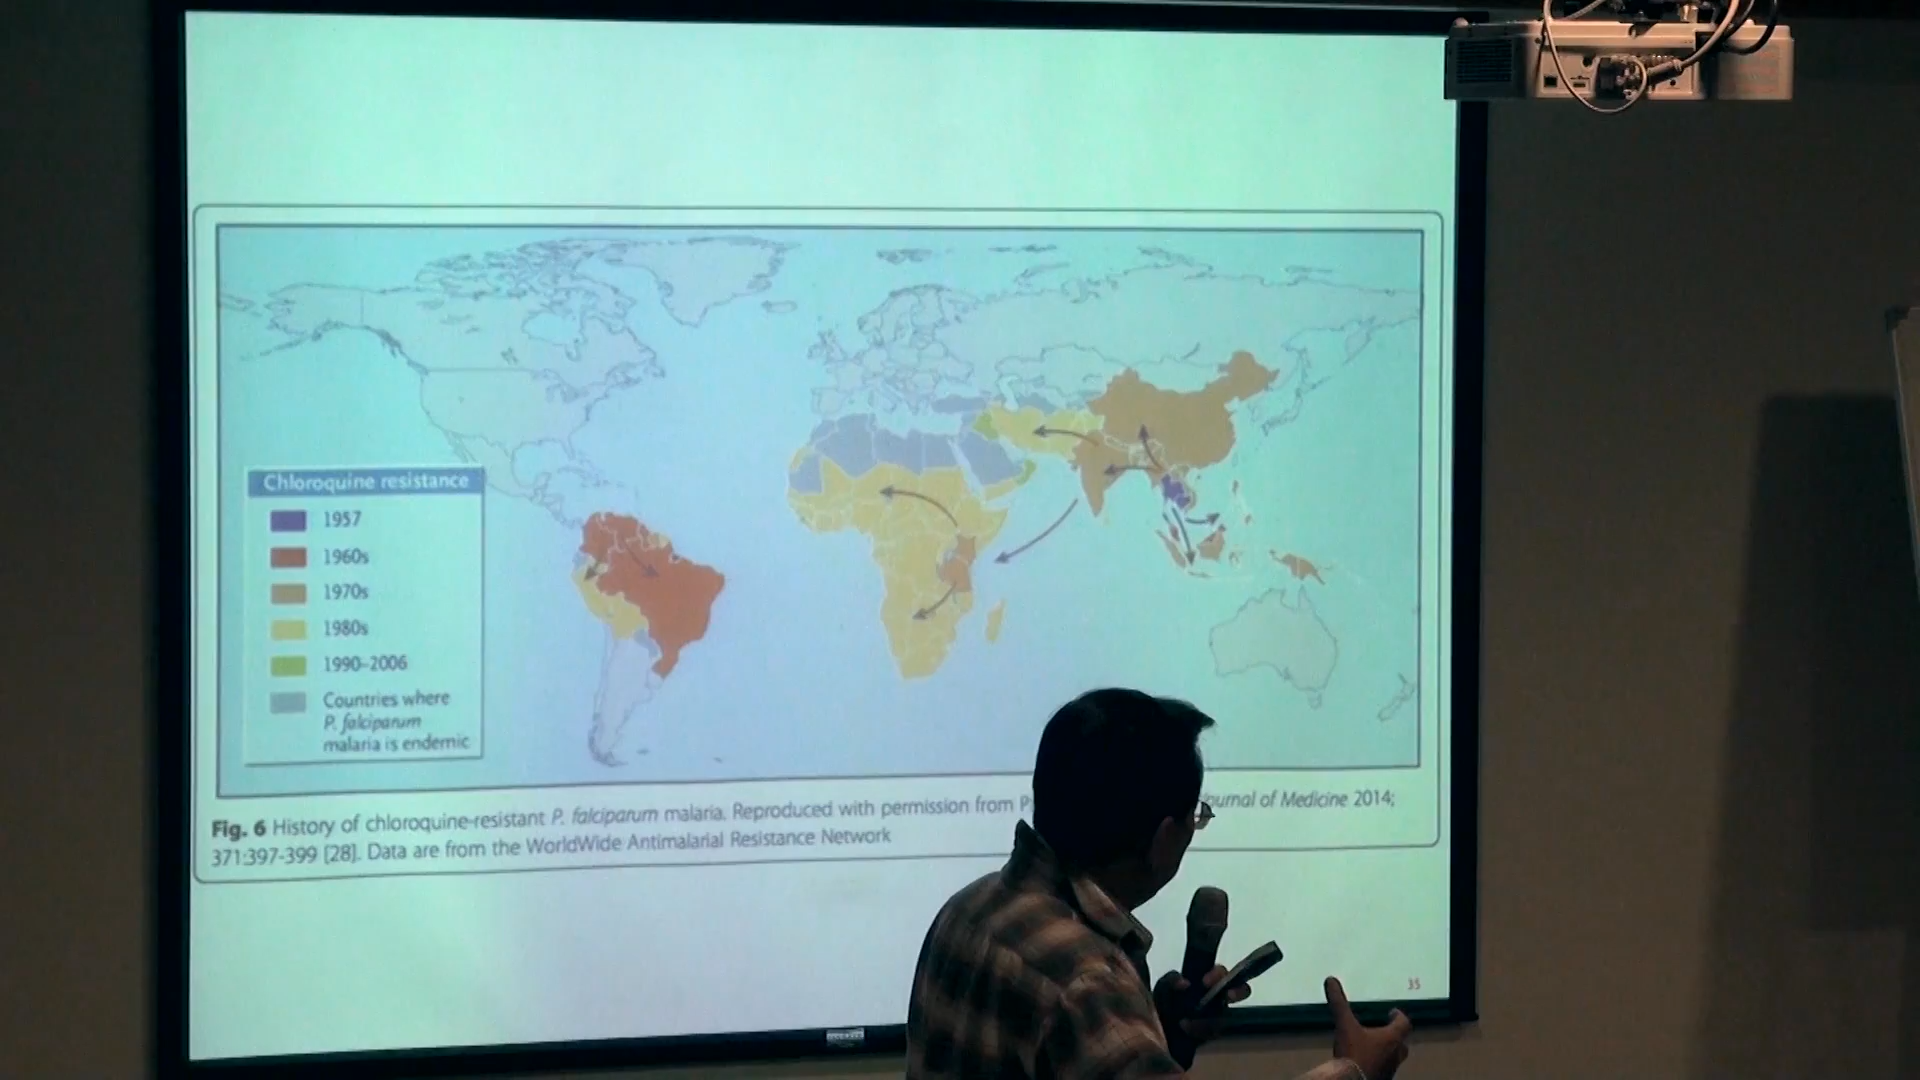 Chloroquine resistance
1957
1960s
1970s
1980s
1990–2006
Countries where
P. falciparum
malaria is endemic
Fig. 6 History of chloroquine-resistant P. falciparum malaria. Reproduced with permission from P Journal of Medicine 2014;
371:397-399 [28]. Data are from the WorldWide Antimalarial Resistance Network
35